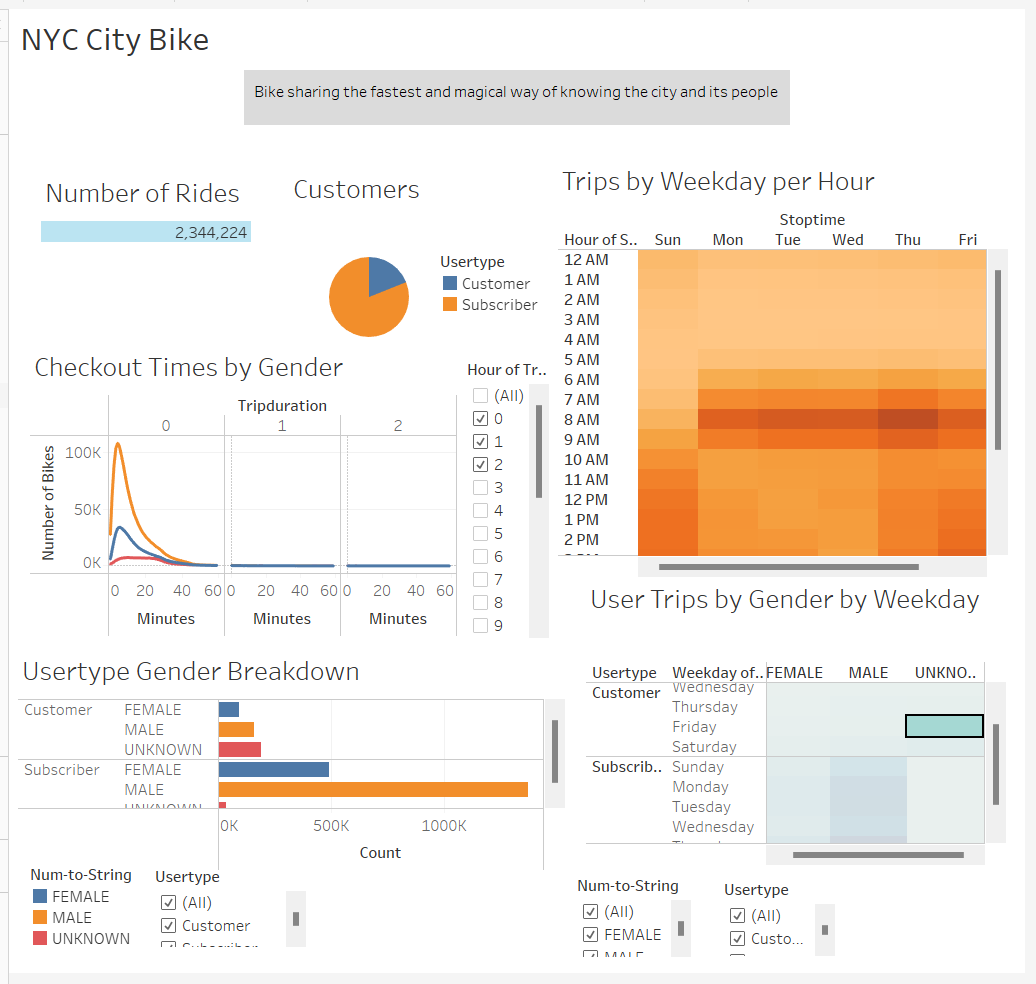 NYC City Bike
Bike sharing the fastest and magical way of knowing the city and its people
Number of Rides
2,344,224
Customers
Usertype
Customer
Subscriber
Trips by Weekday per Hour
Stoptime
Hour of S.. Sun Mon Tue Wed Thu Fri
12 AM
1 AM
2 AM
3 AM
4 AM
5 AM
6 AM
7 AM
8 AM
9 AM
10 AM
11 AM
12 PM
1 PM
2 PM
Checkout Times by Gender
Tripduration
0 1 2
Number of Bikes
100K
50K
0K
0 20 40 60 0 20 40 60 0 20 40 60
Minutes Minutes Minutes
Hour of Tr..
(All)
0
1
2
3
4
5
6
7
8
9
User Trips by Gender by Weekday
Usertype Weekday of.. FEMALE MALE UNKNO..
Customer Wednesday
Thursday
Friday
Saturday
Subscrib.. Sunday
Monday
Tuesday
Wednesday
Usertype Gender Breakdown
Customer FEMALE
MALE
UNKNOWN
Subscriber FEMALE
MALE
UNKNOWN
0K 500K 1000K
Count
Num-to-String
FEMALE
MALE
UNKNOWN
Usertype
(All)
Customer
Subscriber
Num-to-String
(All)
FEMALE
MALE
Usertype
(All)
Custo...